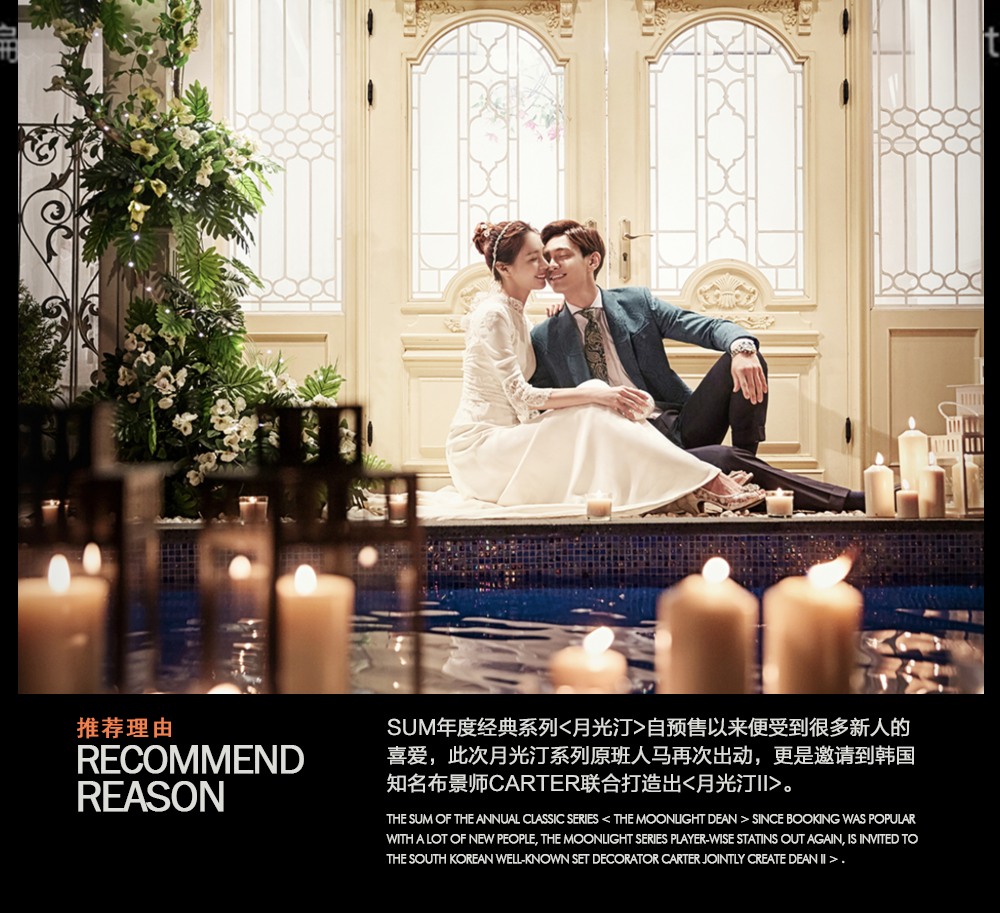 推荐理由
RECOMMEND
REASON
SUM年度经典系列<月光汀>自预售以来便受到很多新人的
喜爱，此次月光汀系列原班人马再次出动，更是邀请到韩国
知名布景师CARTER联合打造出<月光汀II>。
THE SUM OF THE ANNUAL CLASSIC SERIES < THE MOONLIGHT DEAN > SINCE BOOKING WAS POPULAR
WITH A LOT OF NEW PEOPLE, THE MOONLIGHT SERIES PLAYER-WISE STATINS OUT AGAIN, IS INVITED TO
THE SOUTH KOREAN WELL-KNOWN SET DECORATOR CARTER JOINTLY CREATE DEAN II > .